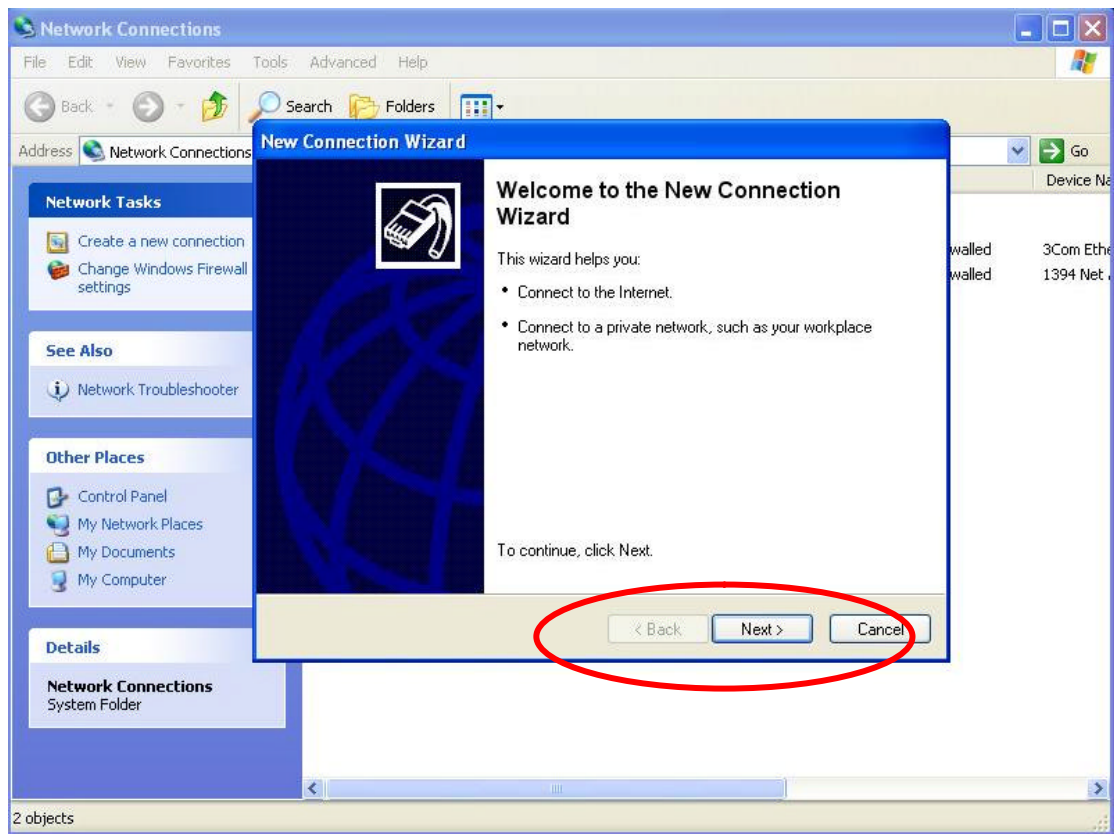 Network Connections
File Edit View Favorites Tools Advanced Help
Back Search Folders
Address Network Connections Go
Device Na
Network Tasks
Create a new connection
Change Windows Firewall
settings
See Also
Network Troubleshooter
Other Places
Control Panel
My Network Places
My Documents
My Computer
Details
Network Connections
System Folder
New Connection Wizard
Welcome to the New Connection
Wizard
This wizard helps you:
• Connect to the Internet.
• Connect to a private network, such as your workplace
network.
To continue, click Next.
< Back Next > Cancel
walled 3Com Ethe
walled 1394 Net
2 objects